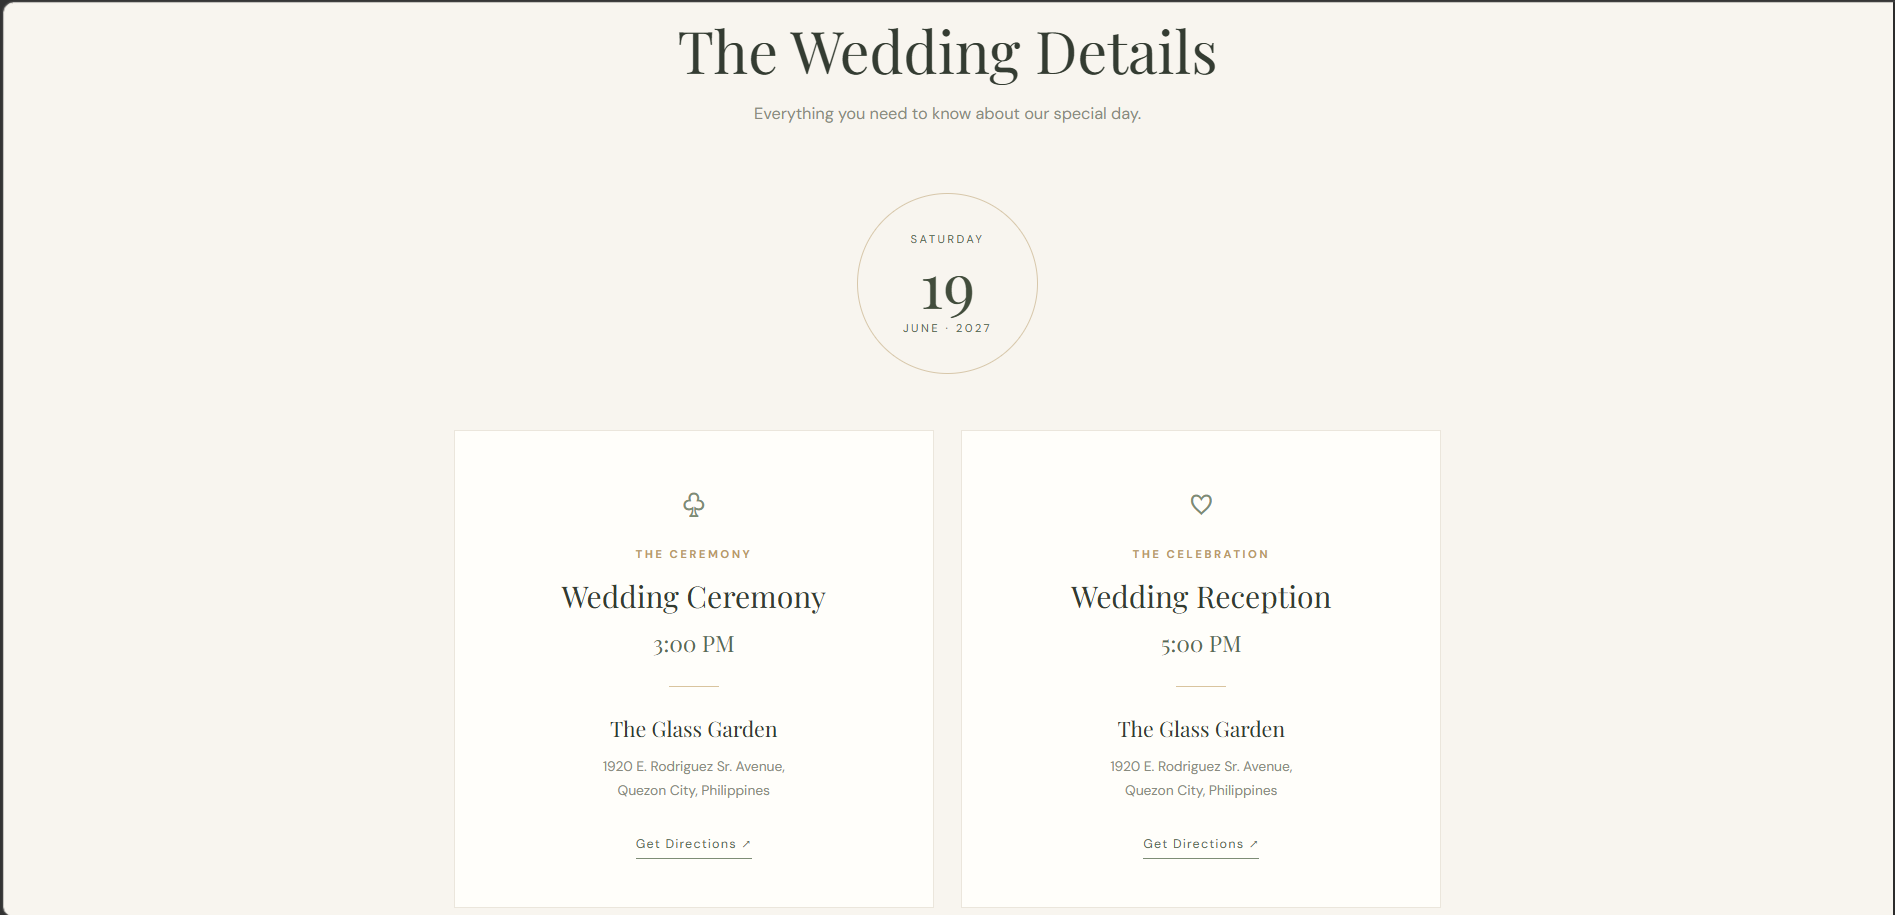 The Wedding Details
Everything you need to know about our special day.
SATURDAY
19
JUNE · 2027
THE CEREMONY
Wedding Ceremony
3:00 PM
The Glass Garden
1920 E. Rodriguez Sr. Avenue,
Quezon City, Philippines
Get Directions ↗
THE CELEBRATION
Wedding Reception
5:00 PM
The Glass Garden
1920 E. Rodriguez Sr. Avenue,
Quezon City, Philippines
Get Directions ↗